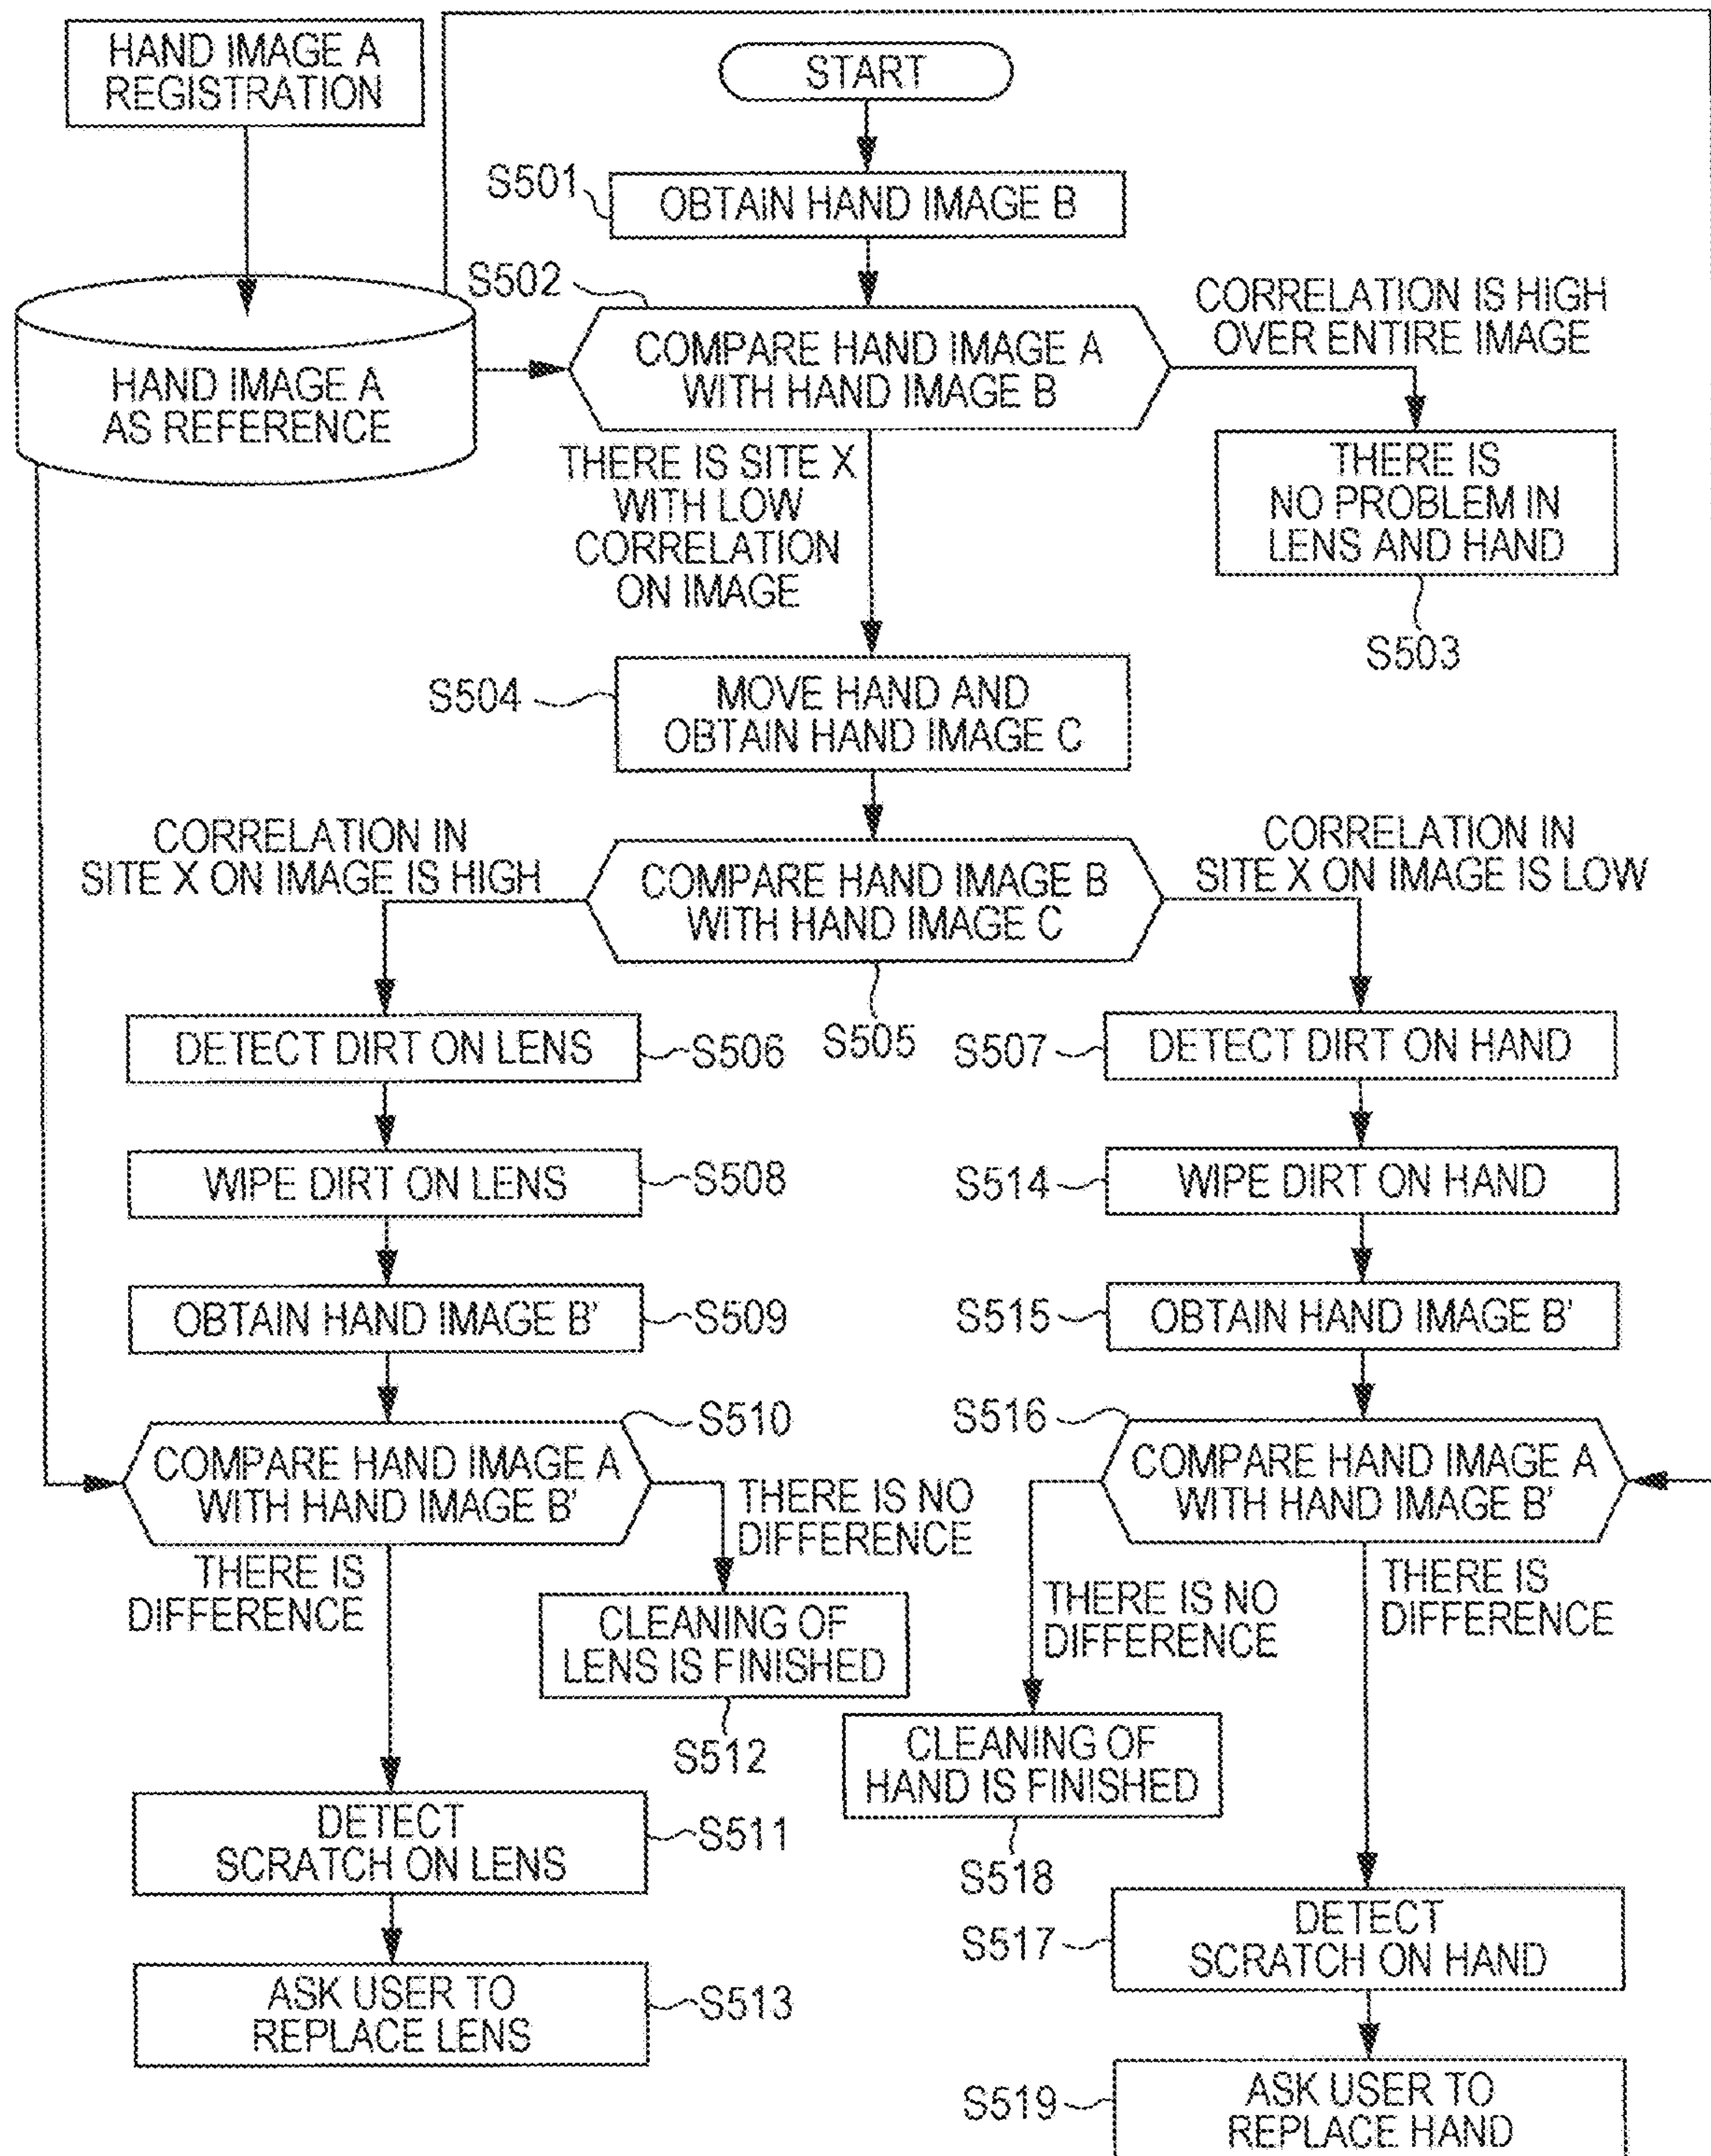 HAND IMAGE A
REGISTRATION
START
S501
OBTAIN HAND IMAGE B
S502
COMPARE HAND IMAGE A
WITH HAND IMAGE B
CORRELATION IS HIGH
OVER ENTIRE IMAGE
HAND IMAGE A
AS REFERENCE
THERE IS SITE X
WITH LOW
CORRELATION
ON IMAGE
THERE IS
NO PROBLEM IN
LENS AND HAND
S503
S504
MOVE HAND AND
OBTAIN HAND IMAGE C
CORRELATION IN
SITE X ON IMAGE IS HIGH
COMPARE HAND IMAGE B
WITH HAND IMAGE C
CORRELATION IN
SITE X ON IMAGE IS LOW
S505
DETECT DIRT ON LENS
S506
S507
DETECT DIRT ON HAND
WIPE DIRT ON LENS
S508
S514
WIPE DIRT ON HAND
OBTAIN HAND IMAGE B'
S509
S515
OBTAIN HAND IMAGE B'
S510
COMPARE HAND IMAGE A
WITH HAND IMAGE B'
S516
COMPARE HAND IMAGE A
WITH HAND IMAGE B'
THERE IS NO
DIFFERENCE
THERE IS
DIFFERENCE
CLEANING OF
LENS IS FINISHED
S512
THERE IS NO
DIFFERENCE
THERE IS
DIFFERENCE
CLEANING OF
HAND IS FINISHED
S518
DETECT
SCRATCH ON LENS
S511
S517
DETECT
SCRATCH ON HAND
ASK USER TO
REPLACE LENS
S513
S519
ASK USER TO
REPLACE HAND